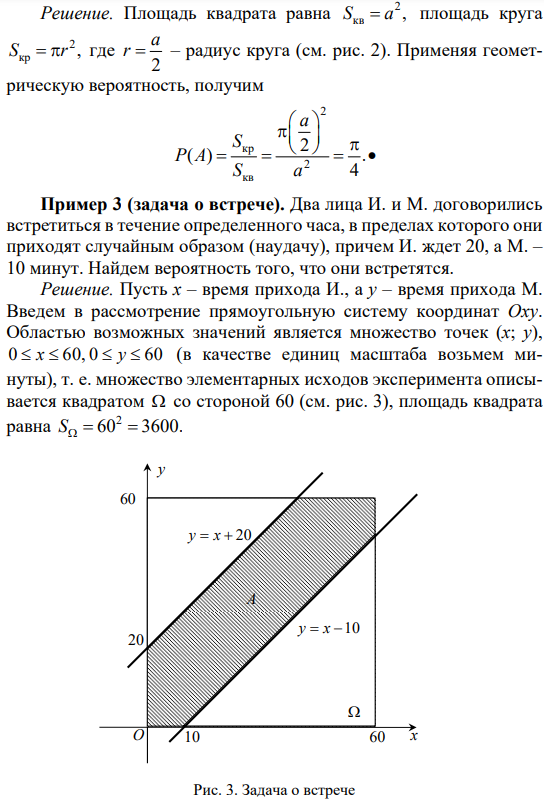 Решение. Площадь квадрата равна Sкв = a², площадь круга
Sкр = πr², где r = a/2 – радиус круга (см. рис. 2). Применяя геомет-
рическую вероятность, получим
P(A) = Sкр/Sкв = π(a/2)²/a² = π/4.●
Пример 3 (задача о встрече). Два лица И. и М. договорились
встретиться в течение определенного часа, в пределах которого они
приходят случайным образом (наудачу), причем И. ждет 20, а М. –
10 минут. Найдем вероятность того, что они встретятся.
Решение. Пусть x – время прихода И., а y – время прихода М.
Введем в рассмотрение прямоугольную систему координат Oxy.
Областью возможных значений является множество точек (x; y),
0 ≤ x ≤ 60, 0 ≤ y ≤ 60 (в качестве единиц масштаба возьмем ми-
нуты), т. е. множество элементарных исходов эксперимента описы-
вается квадратом Ω со стороной 60 (см. рис. 3), площадь квадрата
равна SΩ = 60² = 3600.
y
60
y = x + 20
A
y = x − 10
20
Ω
O 10 60 x
Рис. 3. Задача о встрече